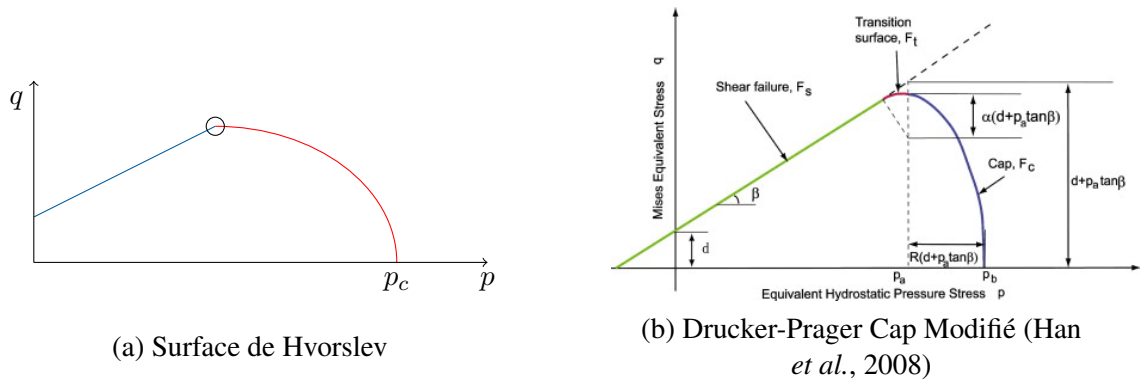 q
p_c
p
(a) Surface de Hvorslev
Transition
surface, F_t
Mises Equivalent Stress q
Shear failure, F_s
α(d+p_a tanβ)
Cap, F_c
d+p_a tanβ
β
d
R(d+p_a tanβ)
p_a
p_b
Equivalent Hydrostatic Pressure Stress p
(b) Drucker-Prager Cap Modifié (Han
et al., 2008)